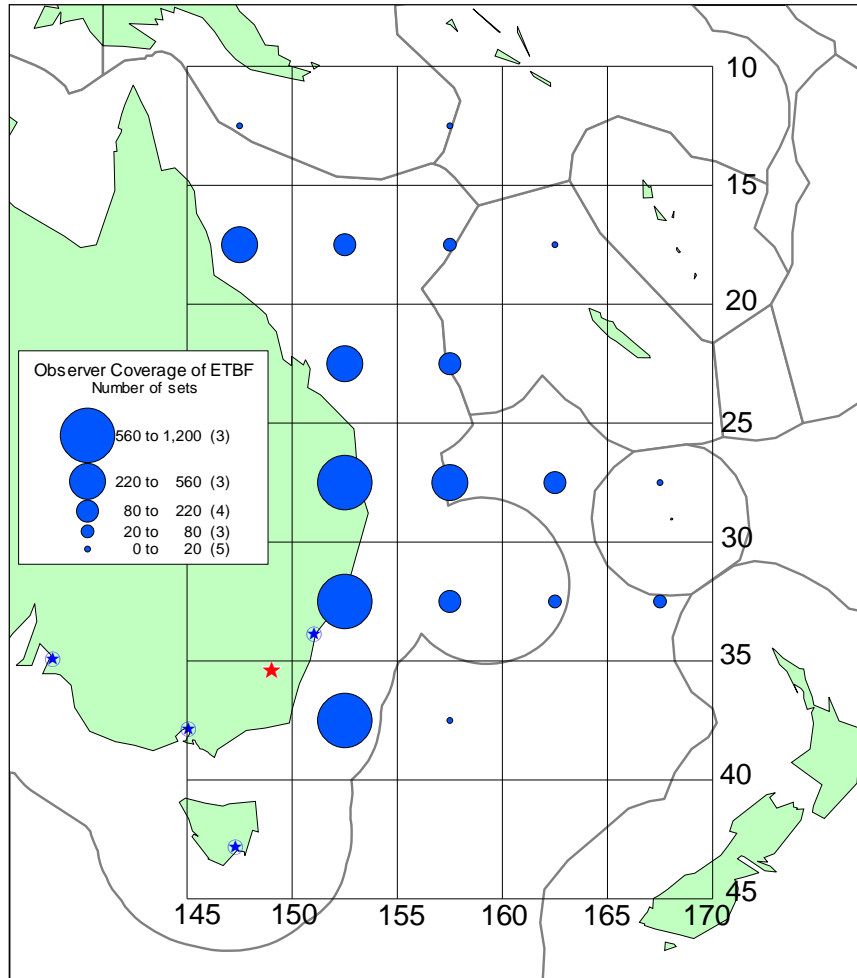 10
15
20
Observer Coverage of ETBF
Number of sets
560 to 1,200 (3)
220 to 560 (3)
80 to 220 (4)
20 to 80 (3)
0 to 20 (5)
25
30
35
40
45
145 150 155 160 165 170